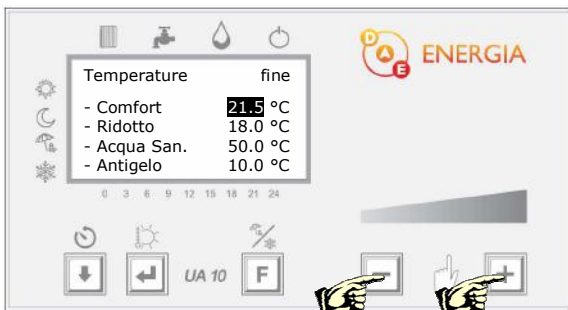 D A E ENERGIA
Temperature fine
- Comfort 21.5 °C
- Ridotto 18.0 °C
- Acqua San. 50.0 °C
- Antigelo 10.0 °C
0 3 6 9 12 15 18 21 24
UA 10 F
- +